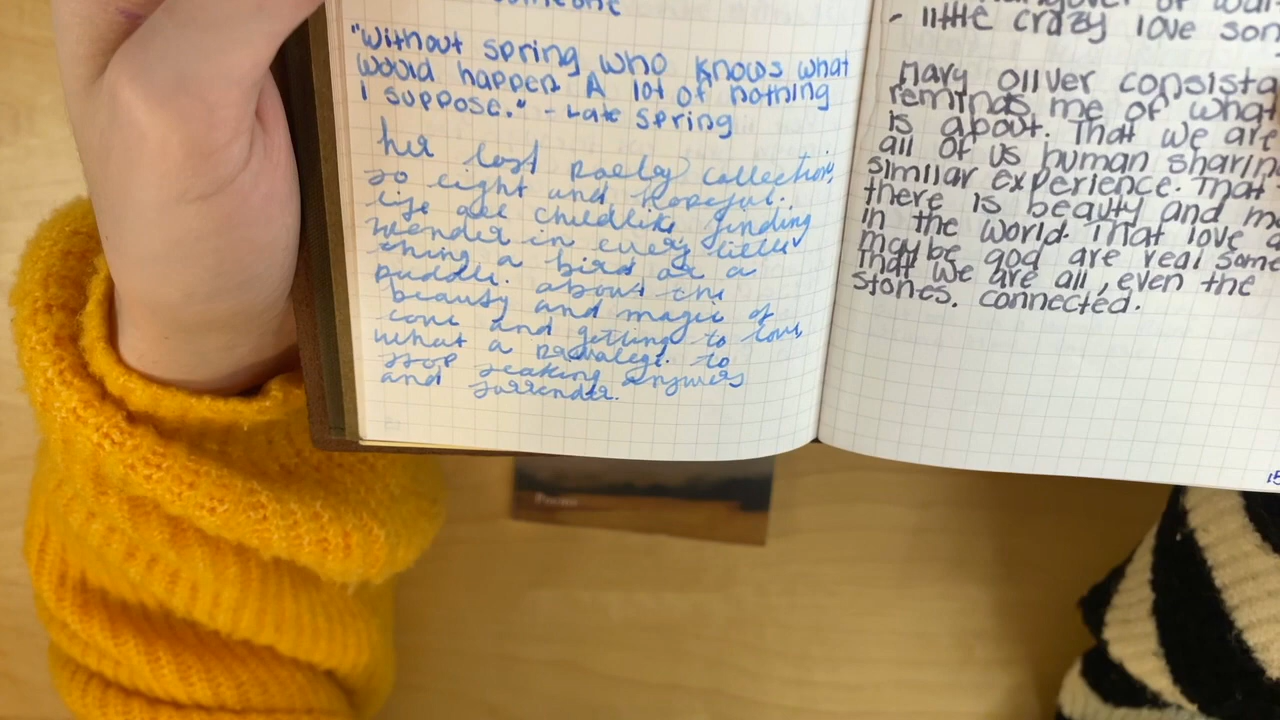 someone
"Without spring who knows what
would happen. A lot of nothing
I suppose." - Late Spring
her last poetry collection,
so light and hopeful.
life all childlike finding
wonder in every little
thing a bird or a
puddle. about the
beauty and magic of
love and getting to love,
what a privalege. to
stop seaking answers
and surrender.
- little crazy love son
Mary Oliver consista
reminds me of what
is about. That we are
all of us human sharin
similar experience. That
there is beauty and m
in the world. That love a
maybe god are real some
that we are all, even the
stones. connected.
15